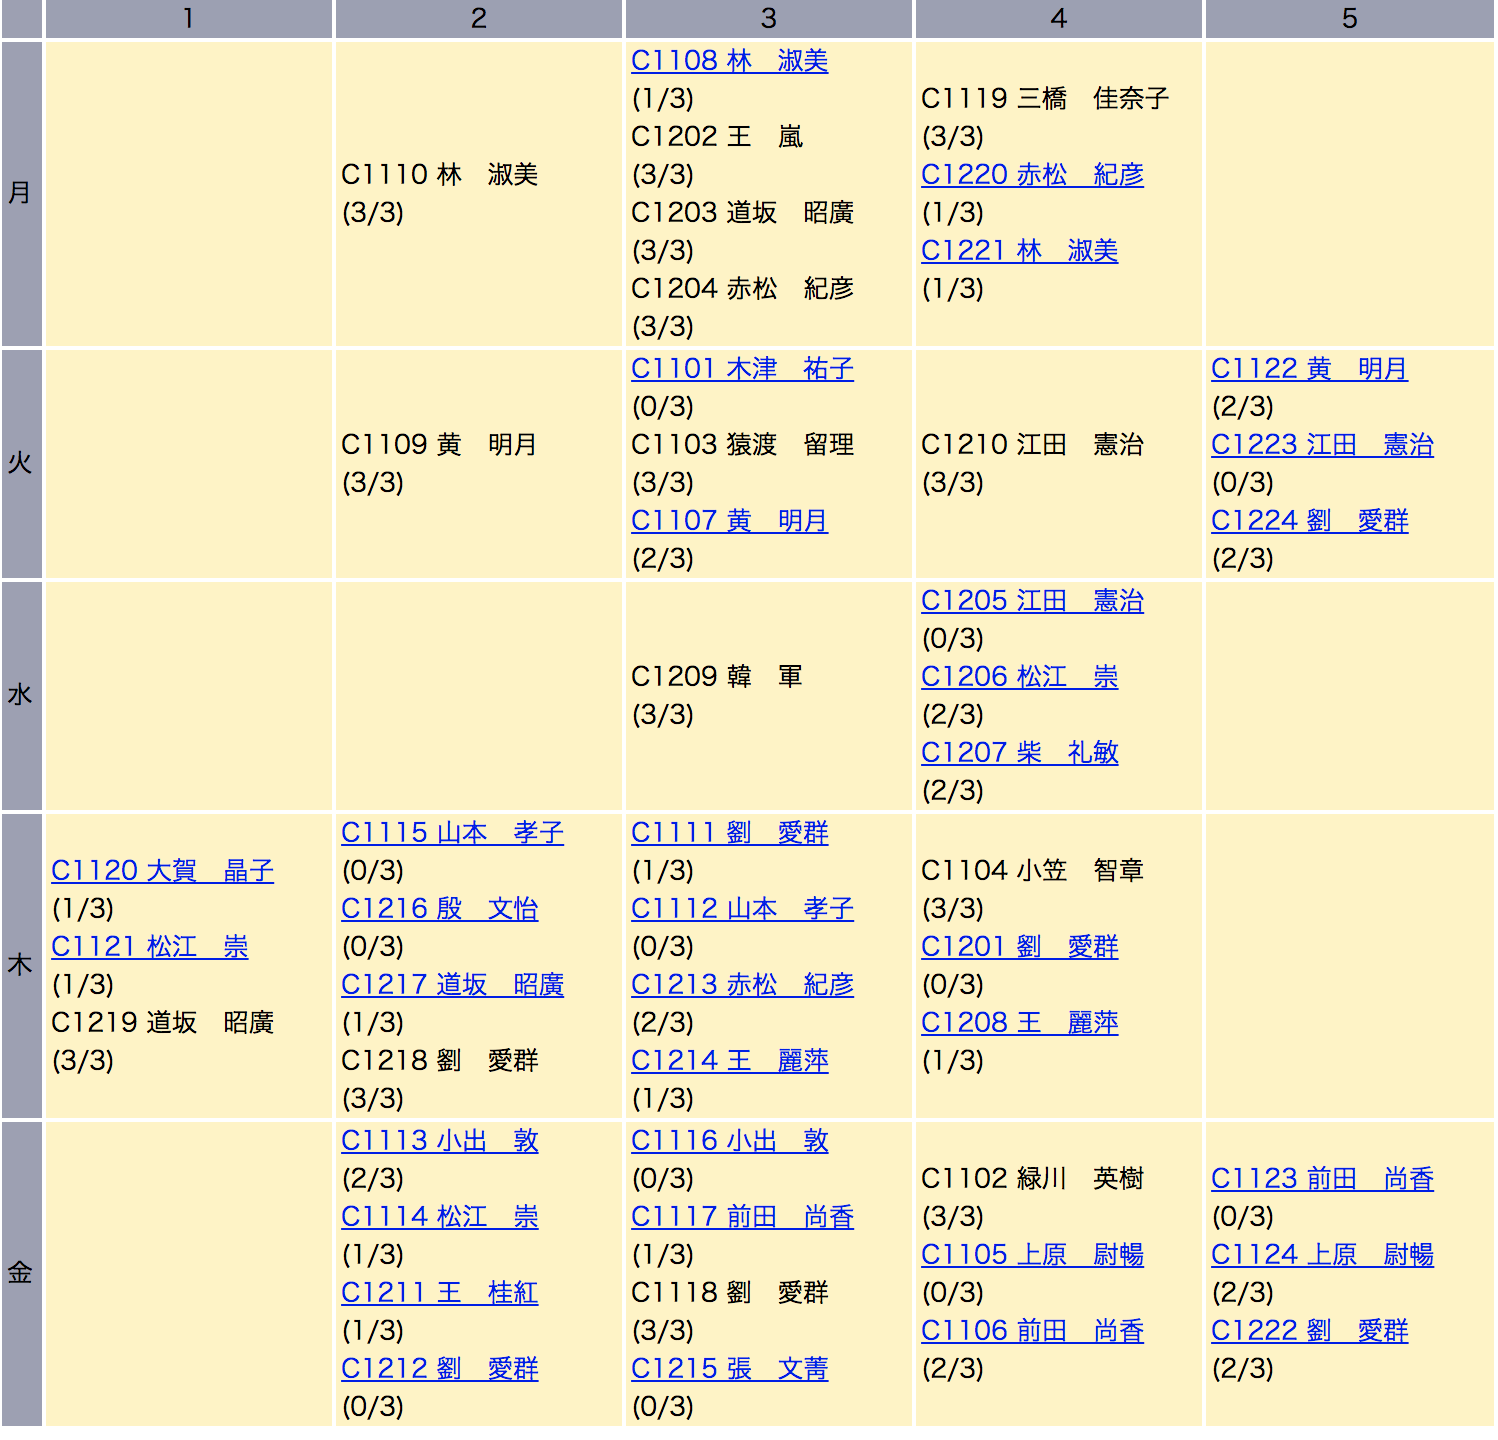 1 2 3 4 5
月
C1110 林　淑美
(3/3)
C1108 林　淑美
(1/3)
C1202 王　嵐
(3/3)
C1203 道坂　昭廣
(3/3)
C1204 赤松　紀彦
(3/3)
C1119 三橋　佳奈子
(3/3)
C1220 赤松　紀彦
(1/3)
C1221 林　淑美
(1/3)
火
C1109 黄　明月
(3/3)
C1101 木津　祐子
(0/3)
C1103 猿渡　留理
(3/3)
C1107 黄　明月
(2/3)
C1210 江田　憲治
(3/3)
C1122 黄　明月
(2/3)
C1223 江田　憲治
(0/3)
C1224 劉　愛群
(2/3)
水
C1209 韓　軍
(3/3)
C1205 江田　憲治
(0/3)
C1206 松江　崇
(2/3)
C1207 柴　礼敏
(2/3)
木
C1120 大賀　晶子
(1/3)
C1121 松江　崇
(1/3)
C1219 道坂　昭廣
(3/3)
C1115 山本　孝子
(0/3)
C1216 殷　文怡
(0/3)
C1217 道坂　昭廣
(1/3)
C1218 劉　愛群
(3/3)
C1111 劉　愛群
(1/3)
C1112 山本　孝子
(0/3)
C1213 赤松　紀彦
(2/3)
C1214 王　麗萍
(1/3)
C1104 小笠　智章
(3/3)
C1201 劉　愛群
(0/3)
C1208 王　麗萍
(1/3)
金
C1113 小出　敦
(2/3)
C1114 松江　崇
(1/3)
C1211 王　桂紅
(1/3)
C1212 劉　愛群
(0/3)
C1116 小出　敦
(0/3)
C1117 前田　尚香
(1/3)
C1118 劉　愛群
(3/3)
C1215 張　文菁
(0/3)
C1102 緑川　英樹
(3/3)
C1105 上原　尉暢
(0/3)
C1106 前田　尚香
(2/3)
C1123 前田　尚香
(0/3)
C1124 上原　尉暢
(2/3)
C1222 劉　愛群
(2/3)